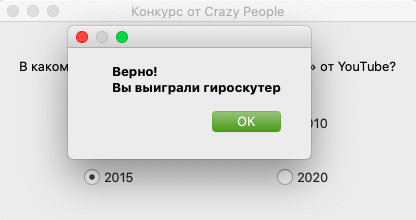 Конкурс от Crazy People
В каком » от YouTube?
Верно!
Вы выиграли гироскутер
OK
010
2015
2020